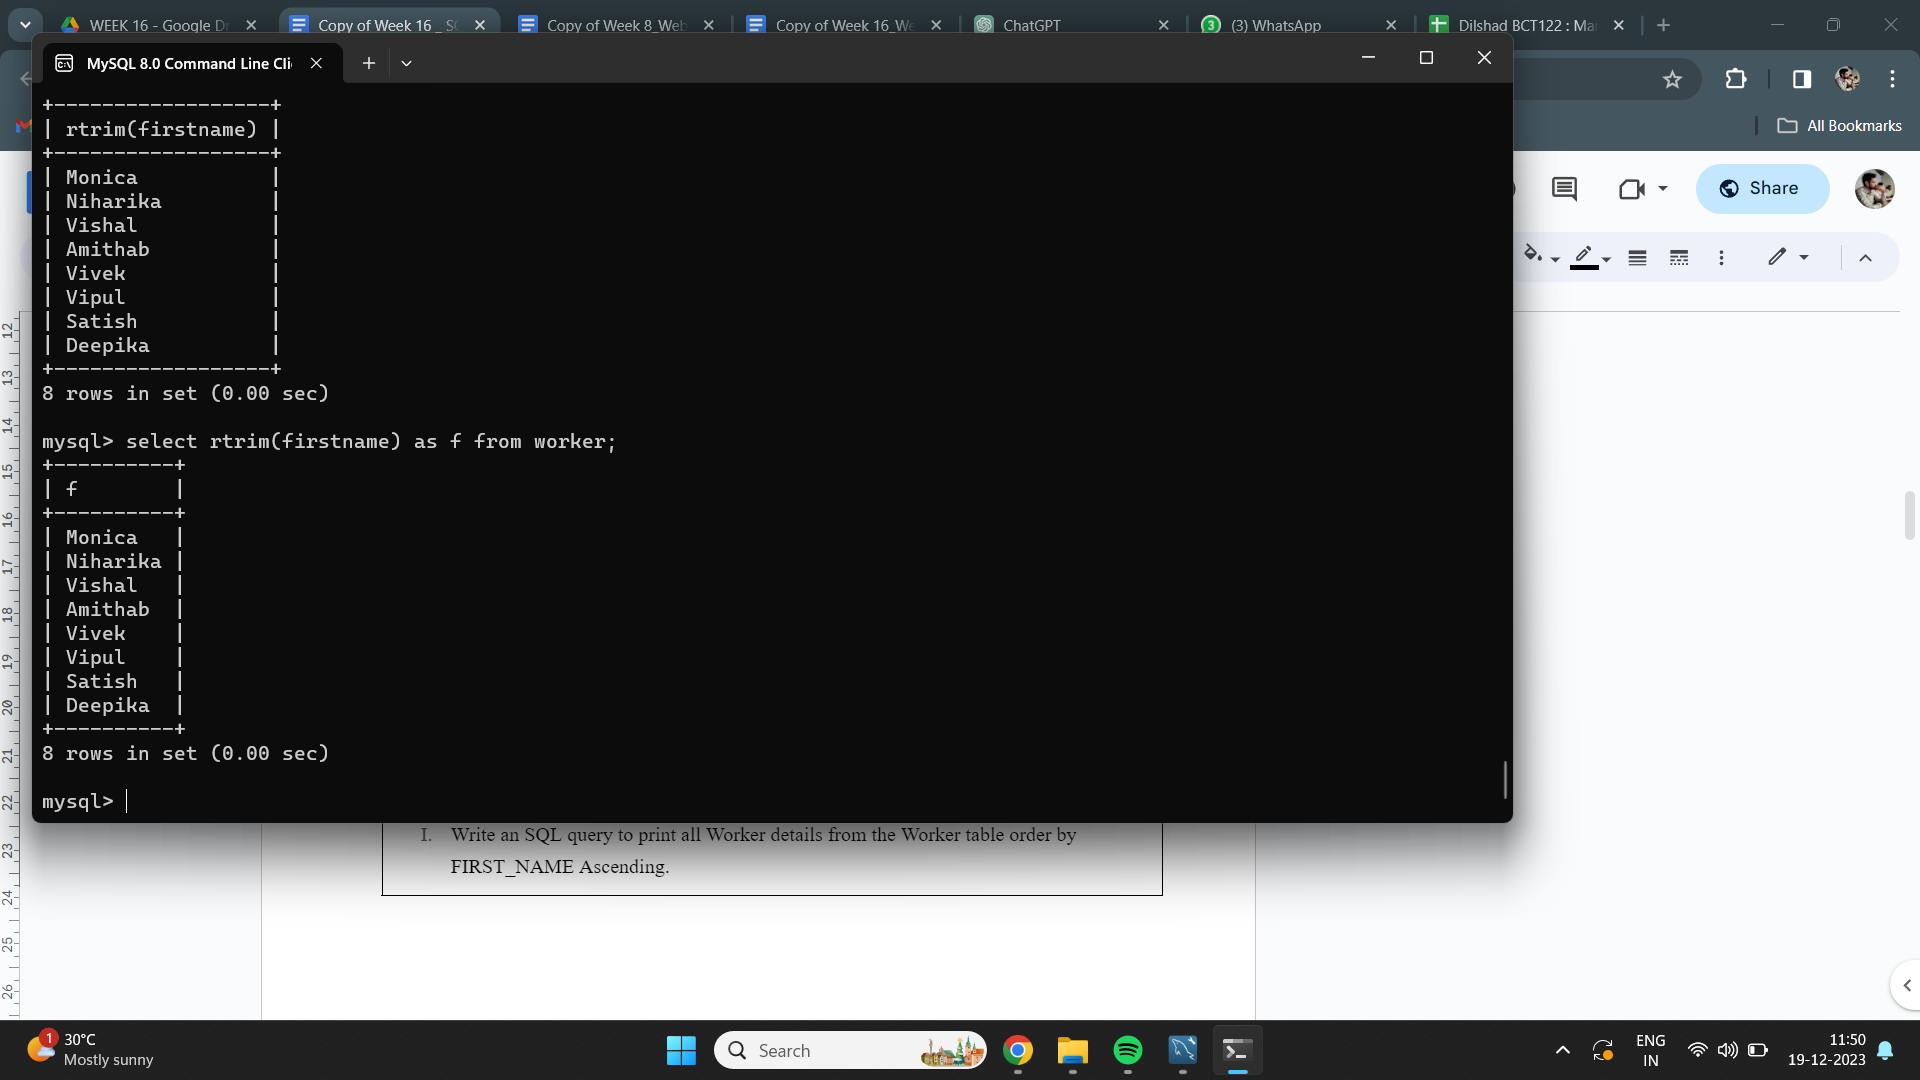 WEEK 16 - Google Dr
Copy of Week 16 _ SQ
Copy of Week 8_Web
Copy of Week 16_We
ChatGPT
(3) WhatsApp
Dilshad BCT122 : Mar
MySQL 8.0 Command Line Cli
All Bookmarks
Share
+------------------+
| rtrim(firstname) |
+------------------+
| Monica           |
| Niharika         |
| Vishal           |
| Amithab          |
| Vivek            |
| Vipul            |
| Satish           |
| Deepika          |
+------------------+
8 rows in set (0.00 sec)
mysql> select rtrim(firstname) as f from worker;
+----------+
| f        |
+----------+
| Monica   |
| Niharika |
| Vishal   |
| Amithab  |
| Vivek    |
| Vipul    |
| Satish   |
| Deepika  |
+----------+
8 rows in set (0.00 sec)
mysql>
12
13
14
15
16
17
18
19
20
21
22
23
24
25
26
I. Write an SQL query to print all Worker details from the Worker table order by
FIRST_NAME Ascending.
1
30°C
Mostly sunny
Search
ENG
IN
11:50
19-12-2023